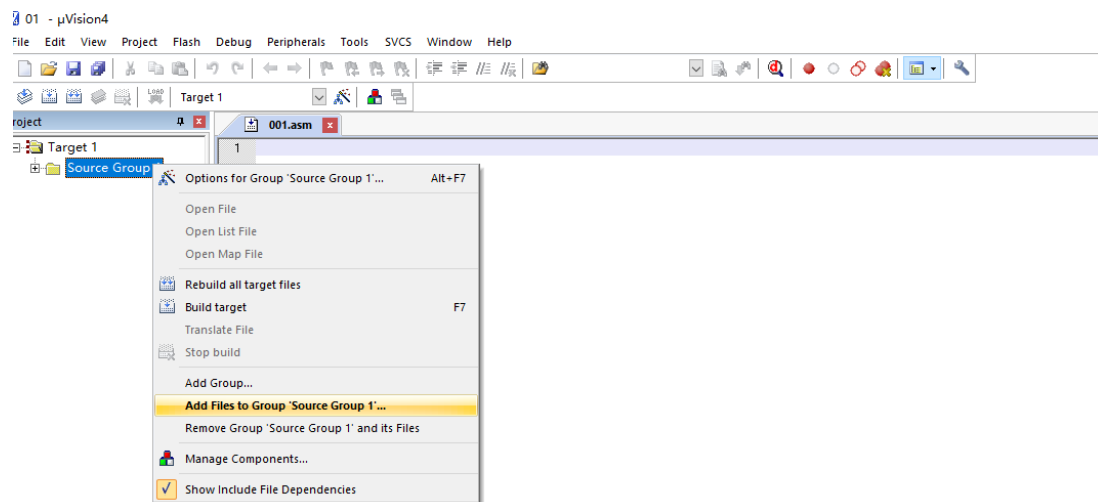 01 - µVision4
File Edit View Project Flash Debug Peripherals Tools SVCS Window Help
LOAD Target 1
roject
001.asm
Target 1
1
Source Group
Options for Group 'Source Group 1'... Alt+F7
Open File
Open List File
Open Map File
Rebuild all target files
Build target F7
Translate File
Stop build
Add Group...
Add Files to Group 'Source Group 1'...
Remove Group 'Source Group 1' and its Files
Manage Components...
Show Include File Dependencies